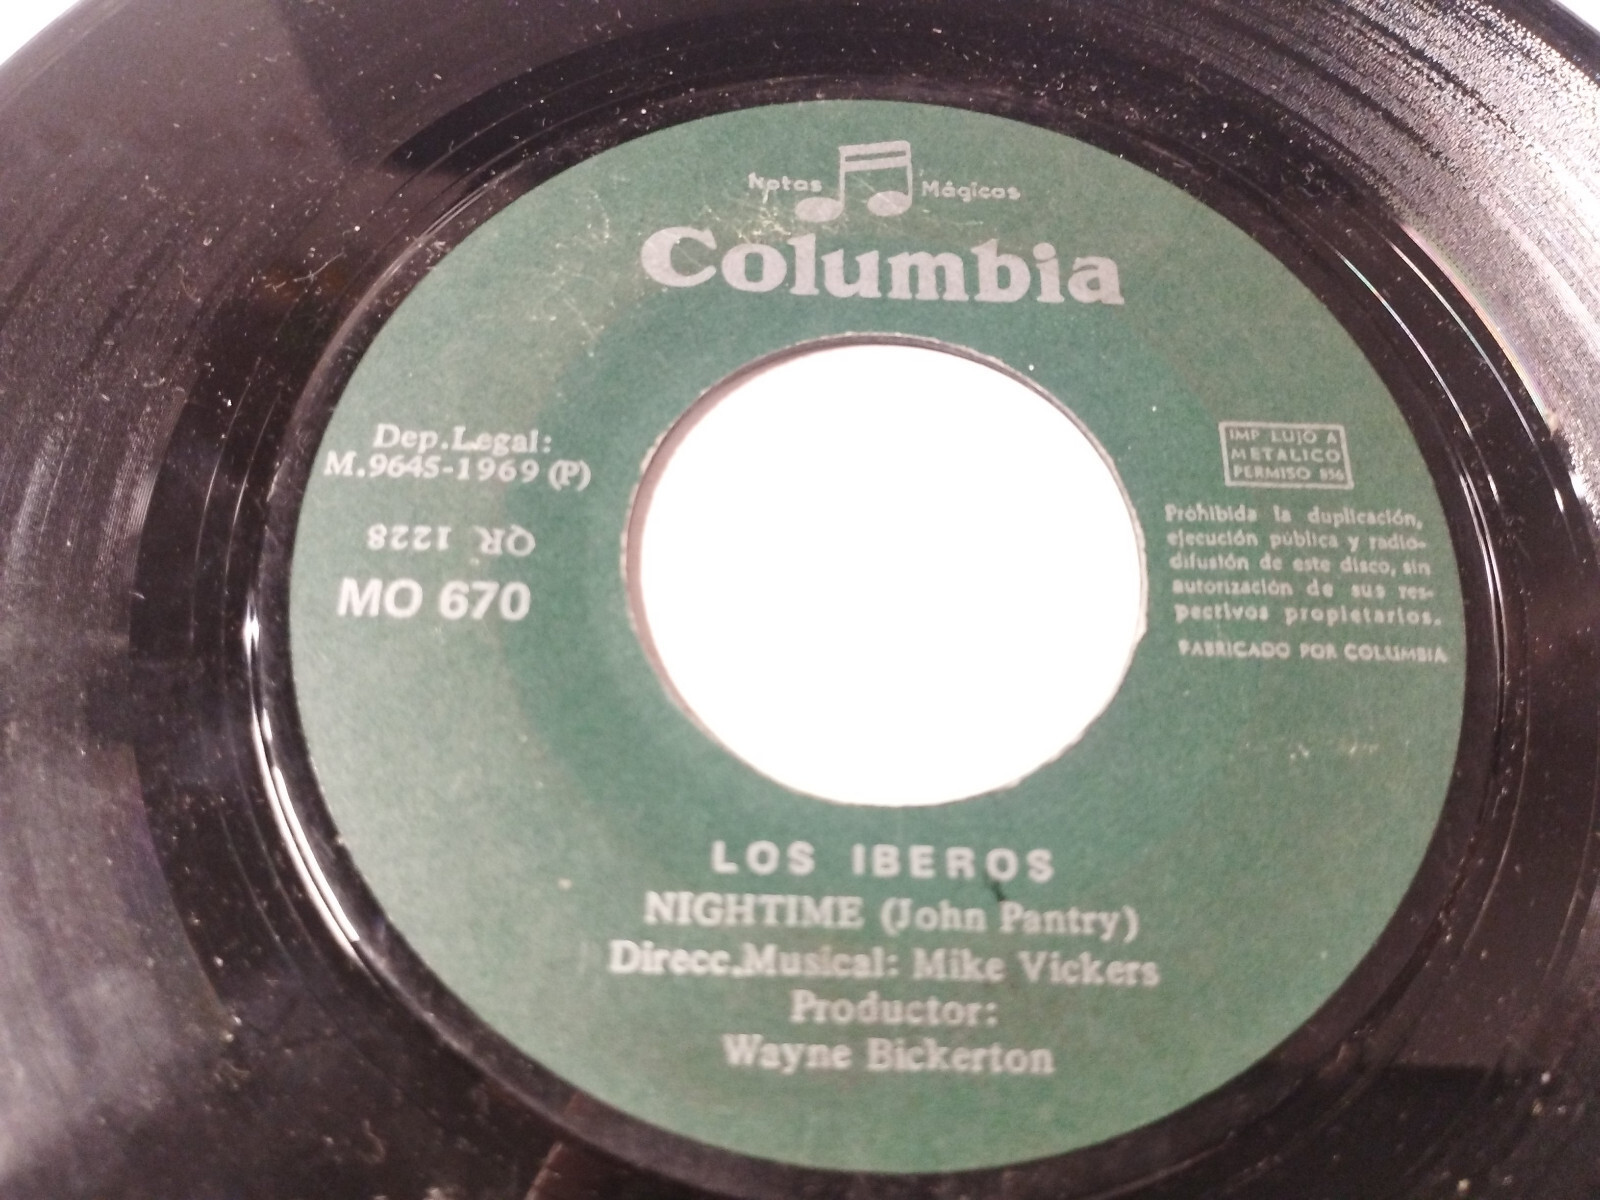 Notas Mágicas
Columbia
Dep.Legal:
M.9645-1969 (P)
QR 1228
MO 670
IMP LUJO A
METALICO
PERMISO 856
Prohibida la duplicación,
ejecución pública y radio-
difusión de este disco, sin
autorización de sus res-
pectivos propietarios.
FABRICADO POR COLUMBIA
LOS IBEROS
NIGHTIME (John Pantry)
Direcc.Musical: Mike Vickers
Productor:
Wayne Bickerton